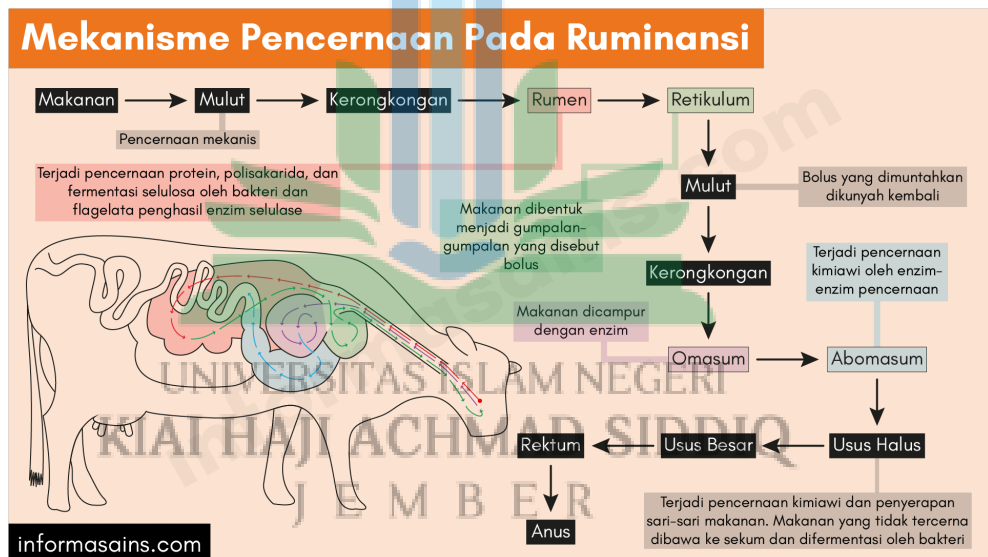 Mekanisme Pencernaan Pada Ruminansi
Makanan
Mulut
Kerongkongan
Rumen
Retikulum
Pencernaan mekanis
Terjadi pencernaan protein, polisakarida, dan
fermentasi selulosa oleh bakteri dan
flagelata penghasil enzim selulase
Makanan dibentuk
menjadi gumpalan-
gumpalan yang disebut
bolus
Mulut
Bolus yang dimuntahkan
dikunyah kembali
Kerongkongan
Terjadi pencernaan
kimiawi oleh enzim-
enzim pencernaan
Makanan dicampur
dengan enzim
Omasum
Abomasum
UNIVERSITAS ISLAM NEGERI
KIAI HAJI ACHMAD SIDDIQ
JEMBER
Rektum
Usus Besar
Usus Halus
Anus
Terjadi pencernaan kimiawi dan penyerapan
sari-sari makanan. Makanan yang tidak tercerna
dibawa ke sekum dan difermentasi oleh bakteri
informasains.com
informasains.com